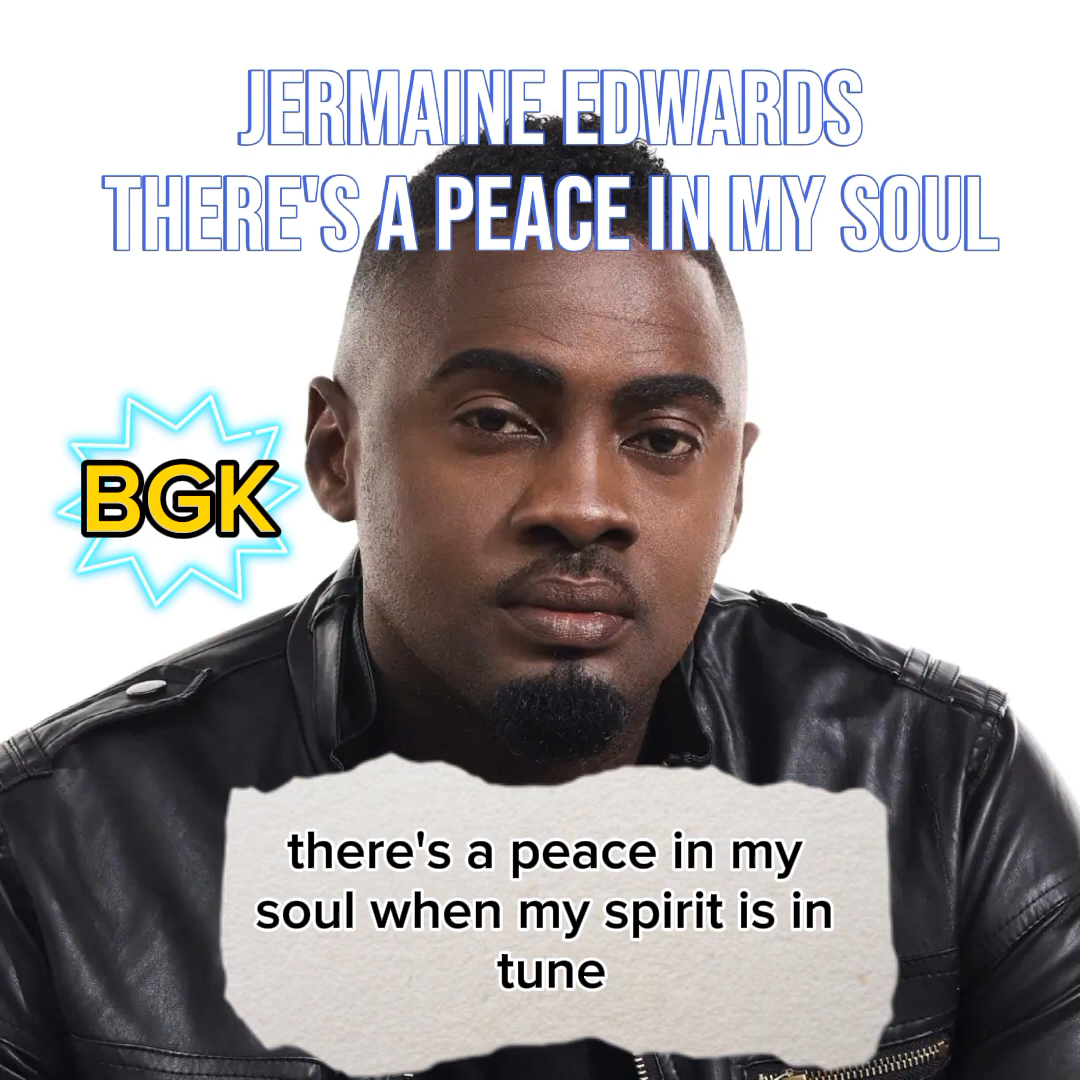 JERMAINE EDWARDS
THERE'S A PEACE IN MY SOUL
BGK
there's a peace in my
soul when my spirit is in
tune